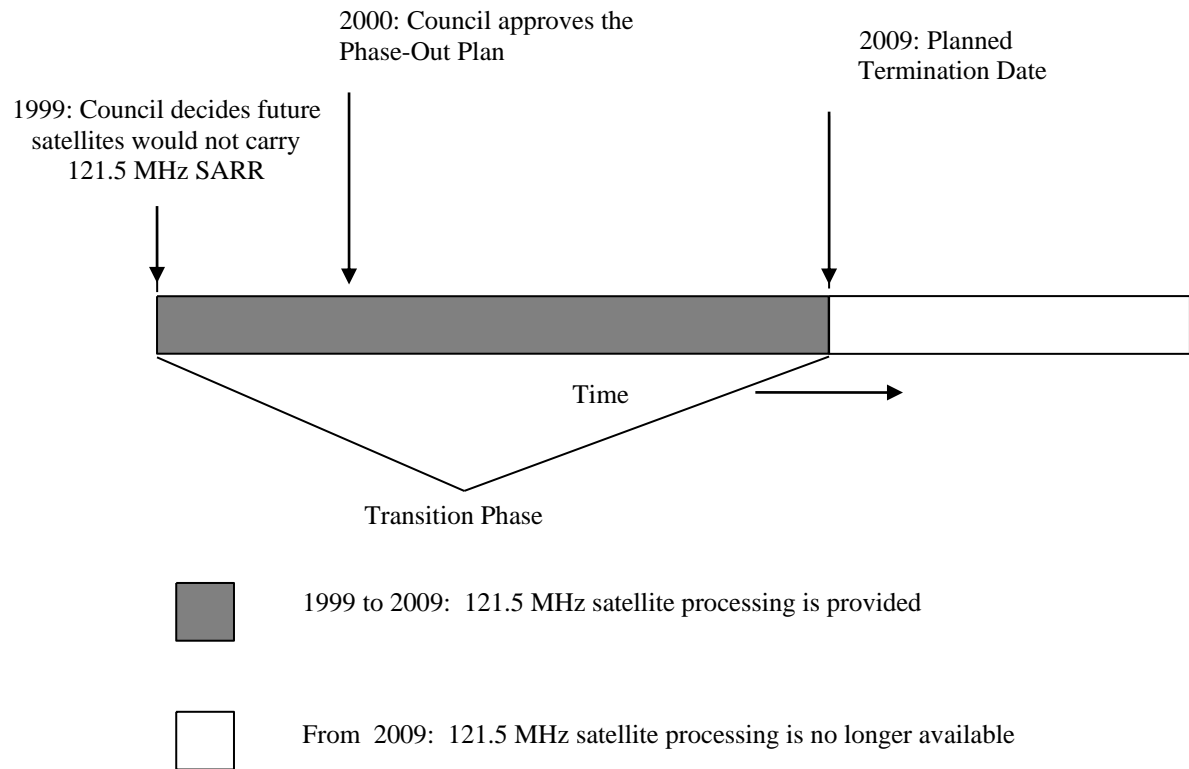 2000: Council approves the
Phase-Out Plan
2009: Planned
Termination Date
1999: Council decides future
satellites would not carry
121.5 MHz SARR
Time
Transition Phase
1999 to 2009:  121.5 MHz satellite processing is provided
From  2009:  121.5 MHz satellite processing is no longer available